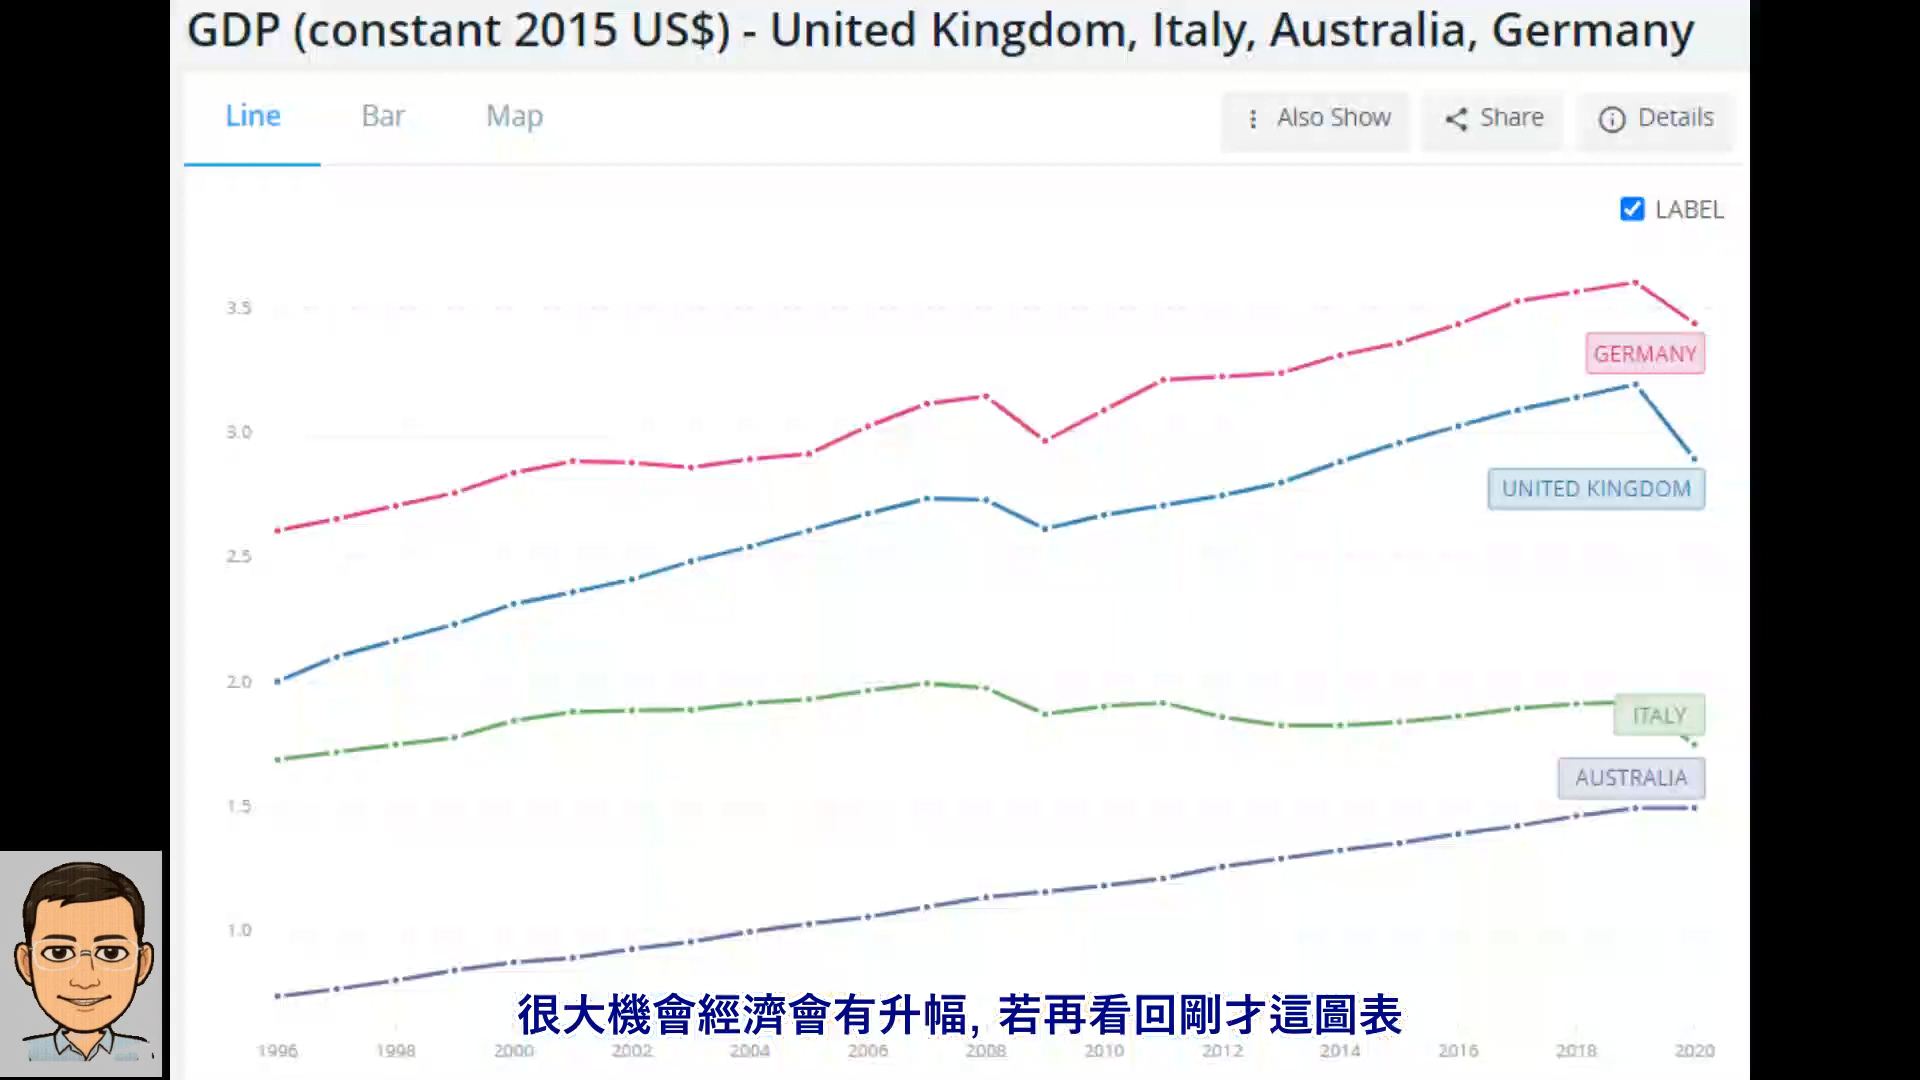 GDP (constant 2015 US$) - United Kingdom, Italy, Australia, Germany
Line Bar Map Also Show Share Details
LABEL
3.5
GERMANY
3.0
UNITED KINGDOM
2.5
2.0
ITALY
AUSTRALIA
1.5
1.0
很大機會經濟會有升幅, 若再看回剛才這圖表
1996 1998 2000 2002 2004 2006 2008 2010 2012 2014 2016 2018 2020